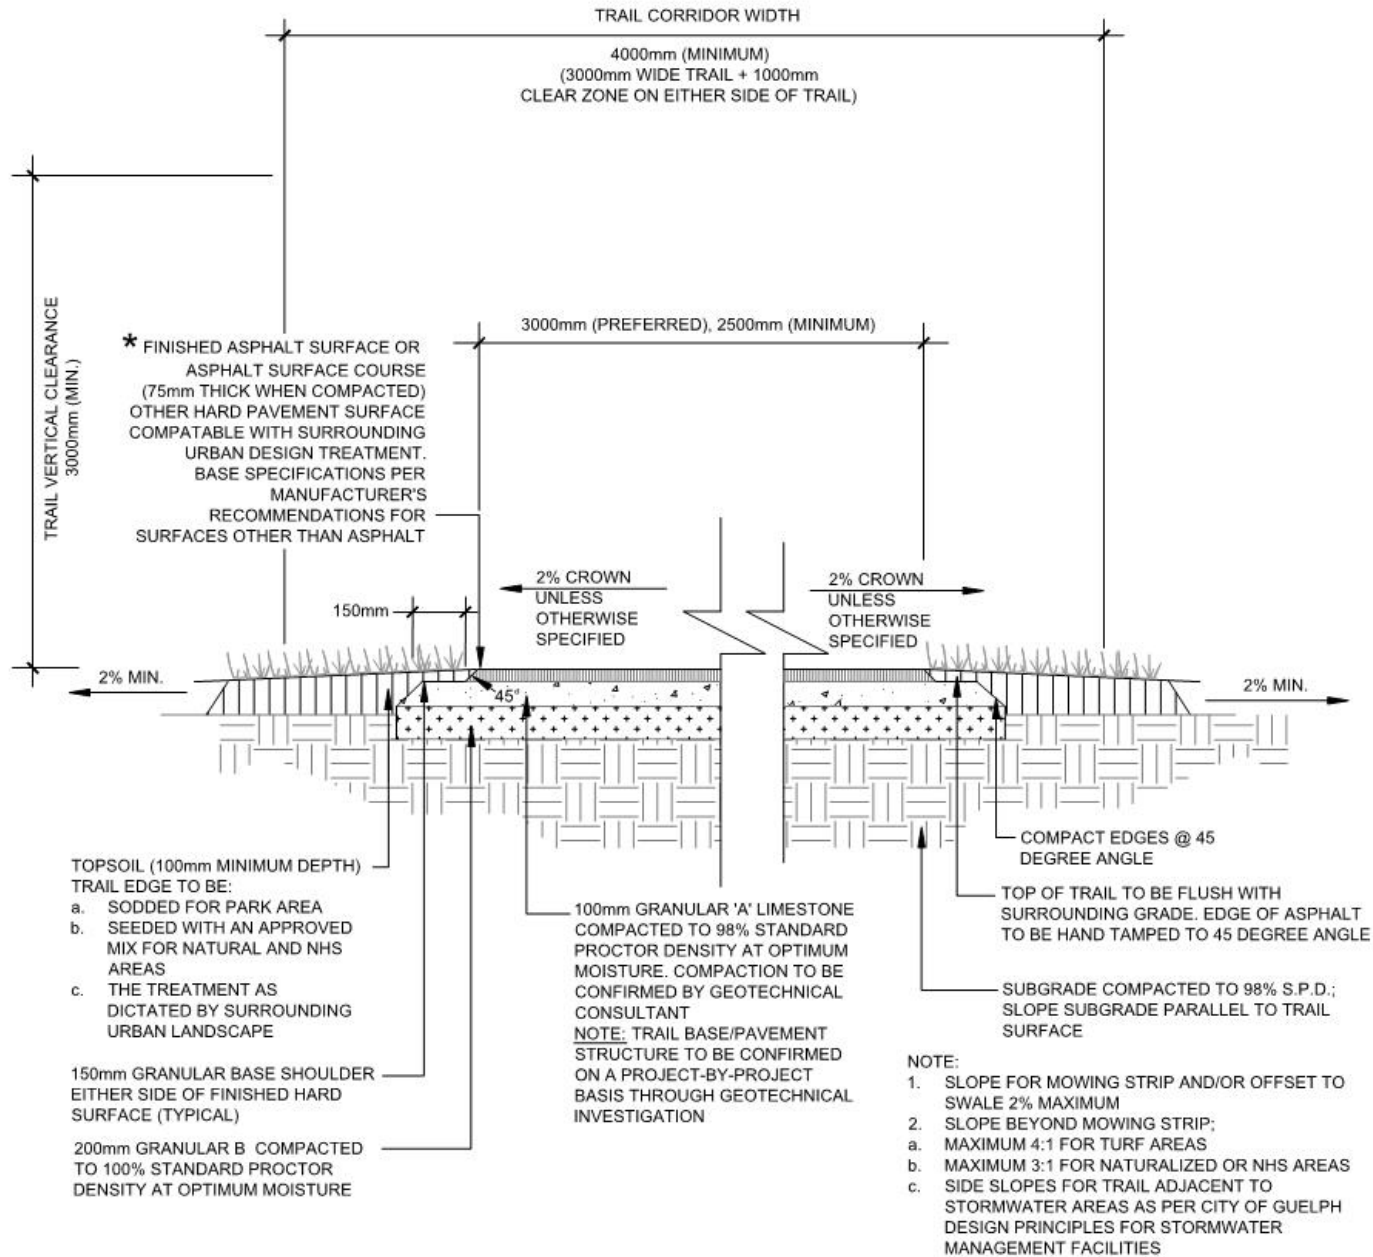 TRAIL CORRIDOR WIDTH
4000mm (MINIMUM)
(3000mm WIDE TRAIL + 1000mm
CLEAR ZONE ON EITHER SIDE OF TRAIL)
TRAIL VERTICAL CLEARANCE
3000mm (MIN.)
3000mm (PREFERRED), 2500mm (MINIMUM)
* FINISHED ASPHALT SURFACE OR
ASPHALT SURFACE COURSE
(75mm THICK WHEN COMPACTED)
OTHER HARD PAVEMENT SURFACE
COMPATABLE WITH SURROUNDING
URBAN DESIGN TREATMENT.
BASE SPECIFICATIONS PER
MANUFACTURER'S
RECOMMENDATIONS FOR
SURFACES OTHER THAN ASPHALT
2% CROWN
UNLESS
OTHERWISE
SPECIFIED
2% CROWN
UNLESS
OTHERWISE
SPECIFIED
150mm
2% MIN.
45°
2% MIN.
TOPSOIL (100mm MINIMUM DEPTH)
TRAIL EDGE TO BE:
a. SODDED FOR PARK AREA
b. SEEDED WITH AN APPROVED
MIX FOR NATURAL AND NHS
AREAS
c. THE TREATMENT AS
DICTATED BY SURROUNDING
URBAN LANDSCAPE
150mm GRANULAR BASE SHOULDER
EITHER SIDE OF FINISHED HARD
SURFACE (TYPICAL)
200mm GRANULAR B COMPACTED
TO 100% STANDARD PROCTOR
DENSITY AT OPTIMUM MOISTURE
100mm GRANULAR 'A' LIMESTONE
COMPACTED TO 98% STANDARD
PROCTOR DENSITY AT OPTIMUM
MOISTURE. COMPACTION TO BE
CONFIRMED BY GEOTECHNICAL
CONSULTANT
NOTE: TRAIL BASE/PAVEMENT
STRUCTURE TO BE CONFIRMED
ON A PROJECT-BY-PROJECT
BASIS THROUGH GEOTECHNICAL
INVESTIGATION
COMPACT EDGES @ 45
DEGREE ANGLE
TOP OF TRAIL TO BE FLUSH WITH
SURROUNDING GRADE. EDGE OF ASPHALT
TO BE HAND TAMPED TO 45 DEGREE ANGLE
SUBGRADE COMPACTED TO 98% S.P.D.;
SLOPE SUBGRADE PARALLEL TO TRAIL
SURFACE
NOTE:
1. SLOPE FOR MOWING STRIP AND/OR OFFSET TO
SWALE 2% MAXIMUM
2. SLOPE BEYOND MOWING STRIP;
a. MAXIMUM 4:1 FOR TURF AREAS
b. MAXIMUM 3:1 FOR NATURALIZED OR NHS AREAS
c. SIDE SLOPES FOR TRAIL ADJACENT TO
STORMWATER AREAS AS PER CITY OF GUELPH
DESIGN PRINCIPLES FOR STORMWATER
MANAGEMENT FACILITIES